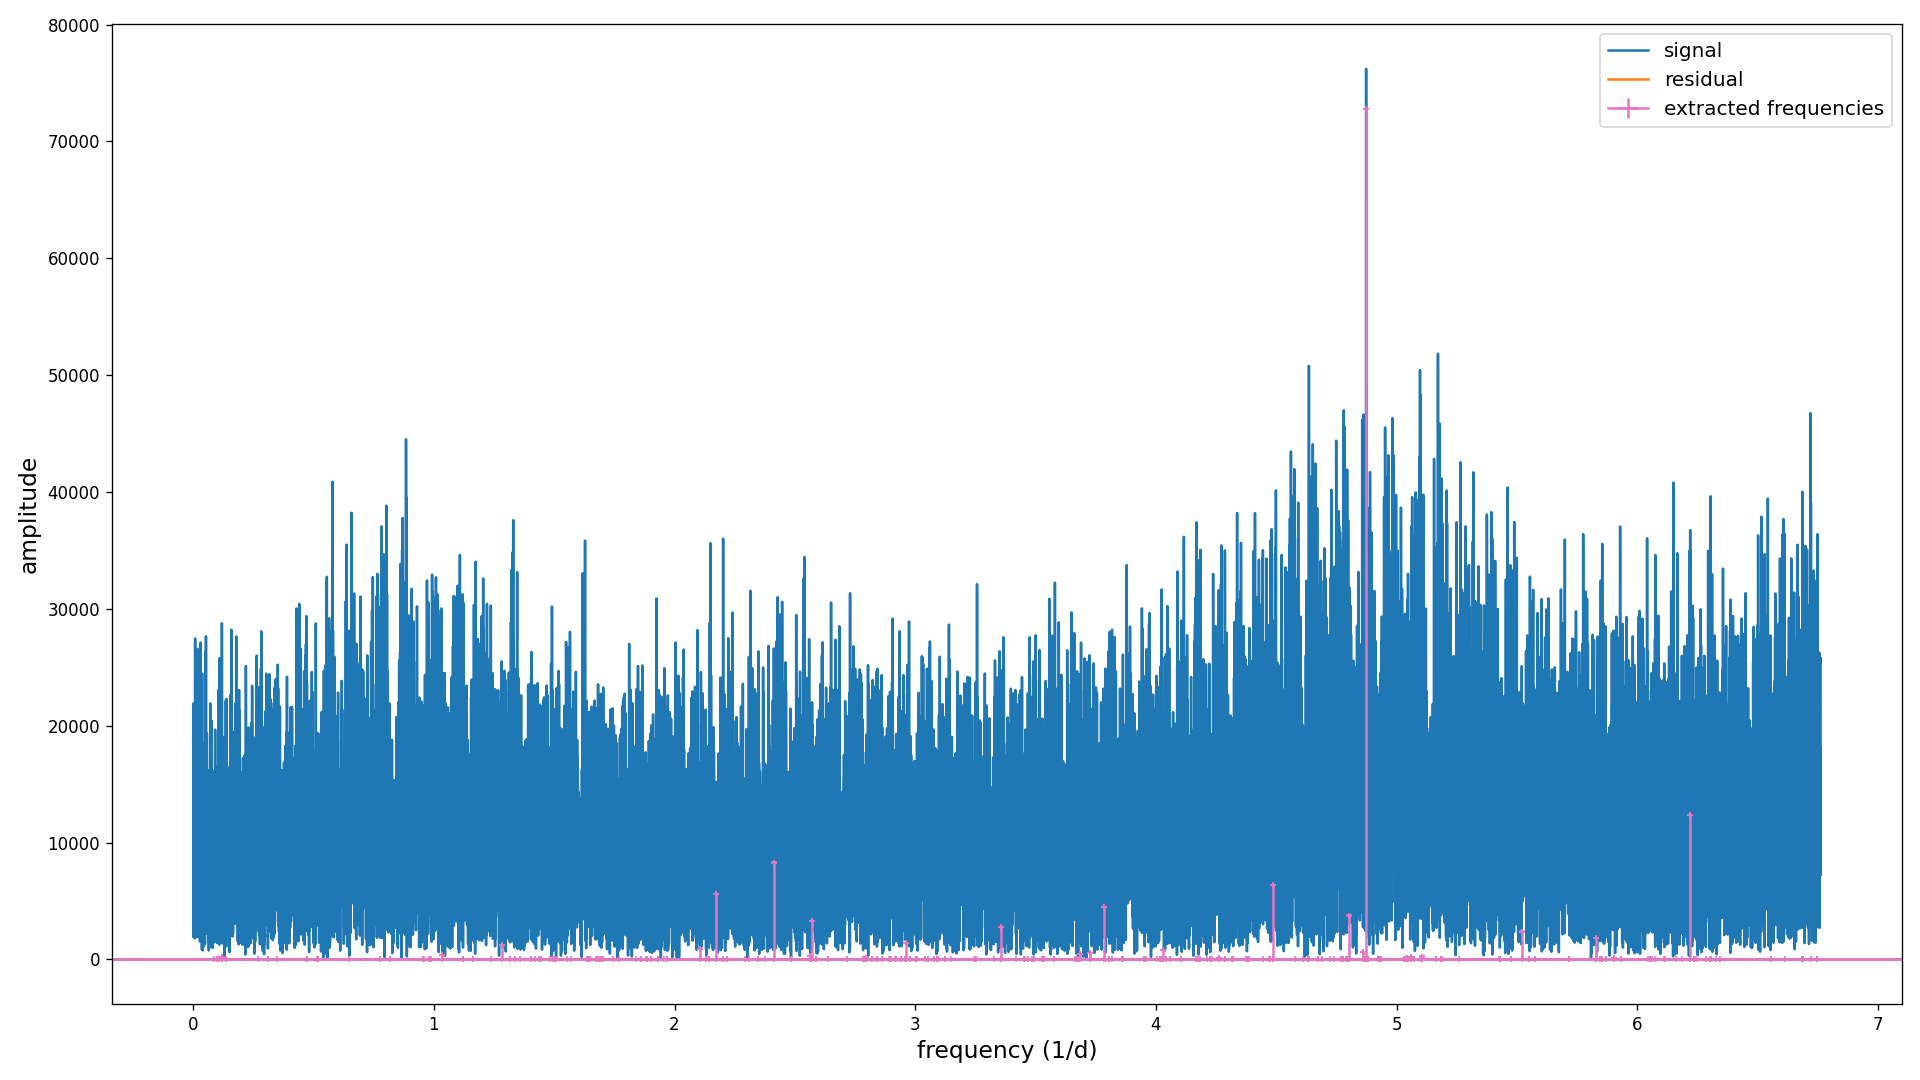 80000
70000
60000
50000
40000
30000
20000
10000
0
amplitude
signal
residual
extracted frequencies
0 1 2 3 4 5 6 7
frequency (1/d)